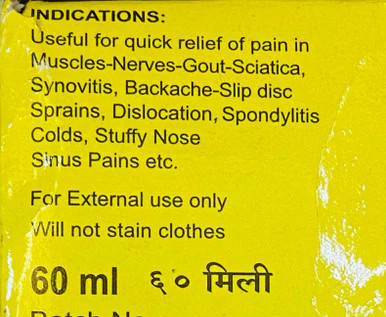 INDICATIONS:
Useful for quick relief of pain in
Muscles-Nerves-Gout-Sciatica,
Synovitis, Backache-Slip disc
Sprains, Dislocation, Spondylitis
Colds, Stuffy Nose
Sinus Pains etc.
For External use only
Will not stain clothes
60 ml ६० मिली